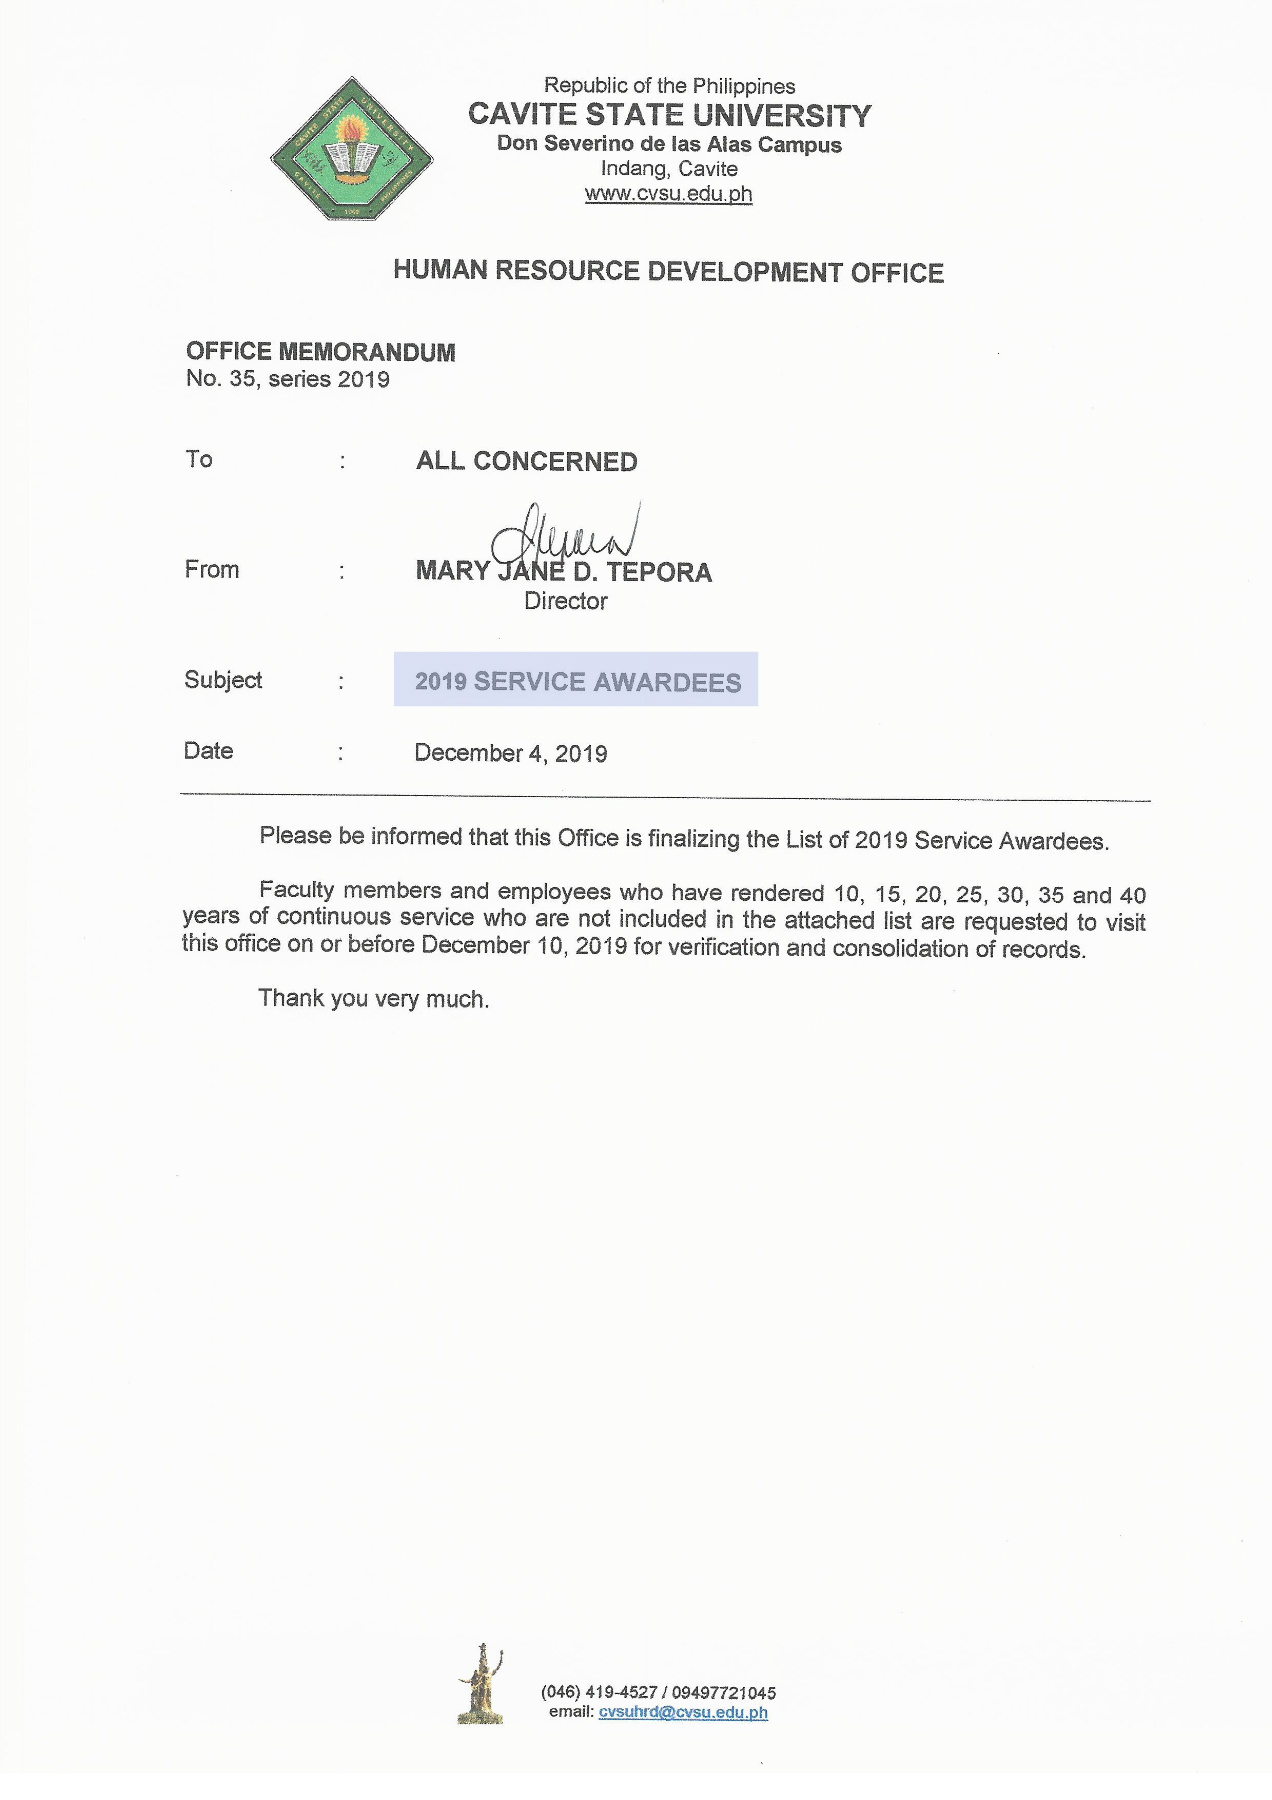 Republic of the Philippines
CAVITE STATE UNIVERSITY
Don Severino de las Alas Campus
Indang, Cavite
www.cvsu.edu.ph
CAVITE STATE UNIVERSITY
CAVITE PHILIPPINES
HUMAN RESOURCE DEVELOPMENT OFFICE
OFFICE MEMORANDUM
No. 35, series 2019
To : ALL CONCERNED
From : MARY JANE D. TEPORA
Director
Subject : 2019 SERVICE AWARDEES
Date : December 4, 2019
Please be informed that this Office is finalizing the List of 2019 Service Awardees.
Faculty members and employees who have rendered 10, 15, 20, 25, 30, 35 and 40
years of continuous service who are not included in the attached list are requested to visit
this office on or before December 10, 2019 for verification and consolidation of records.
Thank you very much.
(046) 419-4527 / 09497721045
email: cvsuhrd@cvsu.edu.ph